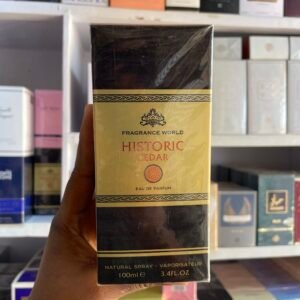 FRAGRANCE WORLD
HISTORIC
CEDAR
EAU DE PARFUM
NATURAL SPRAY - VAPORISATEUR
100ml℮ 3.4FL.OZ